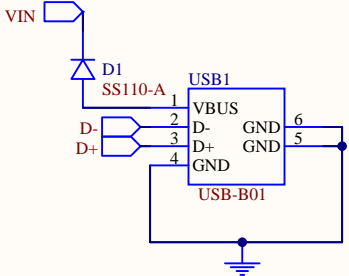 VIN
D1
SS110-A
USB1
1 VBUS
D- 2 D- GND 6
D+ 3 D+ GND 5
4 GND
USB-B01